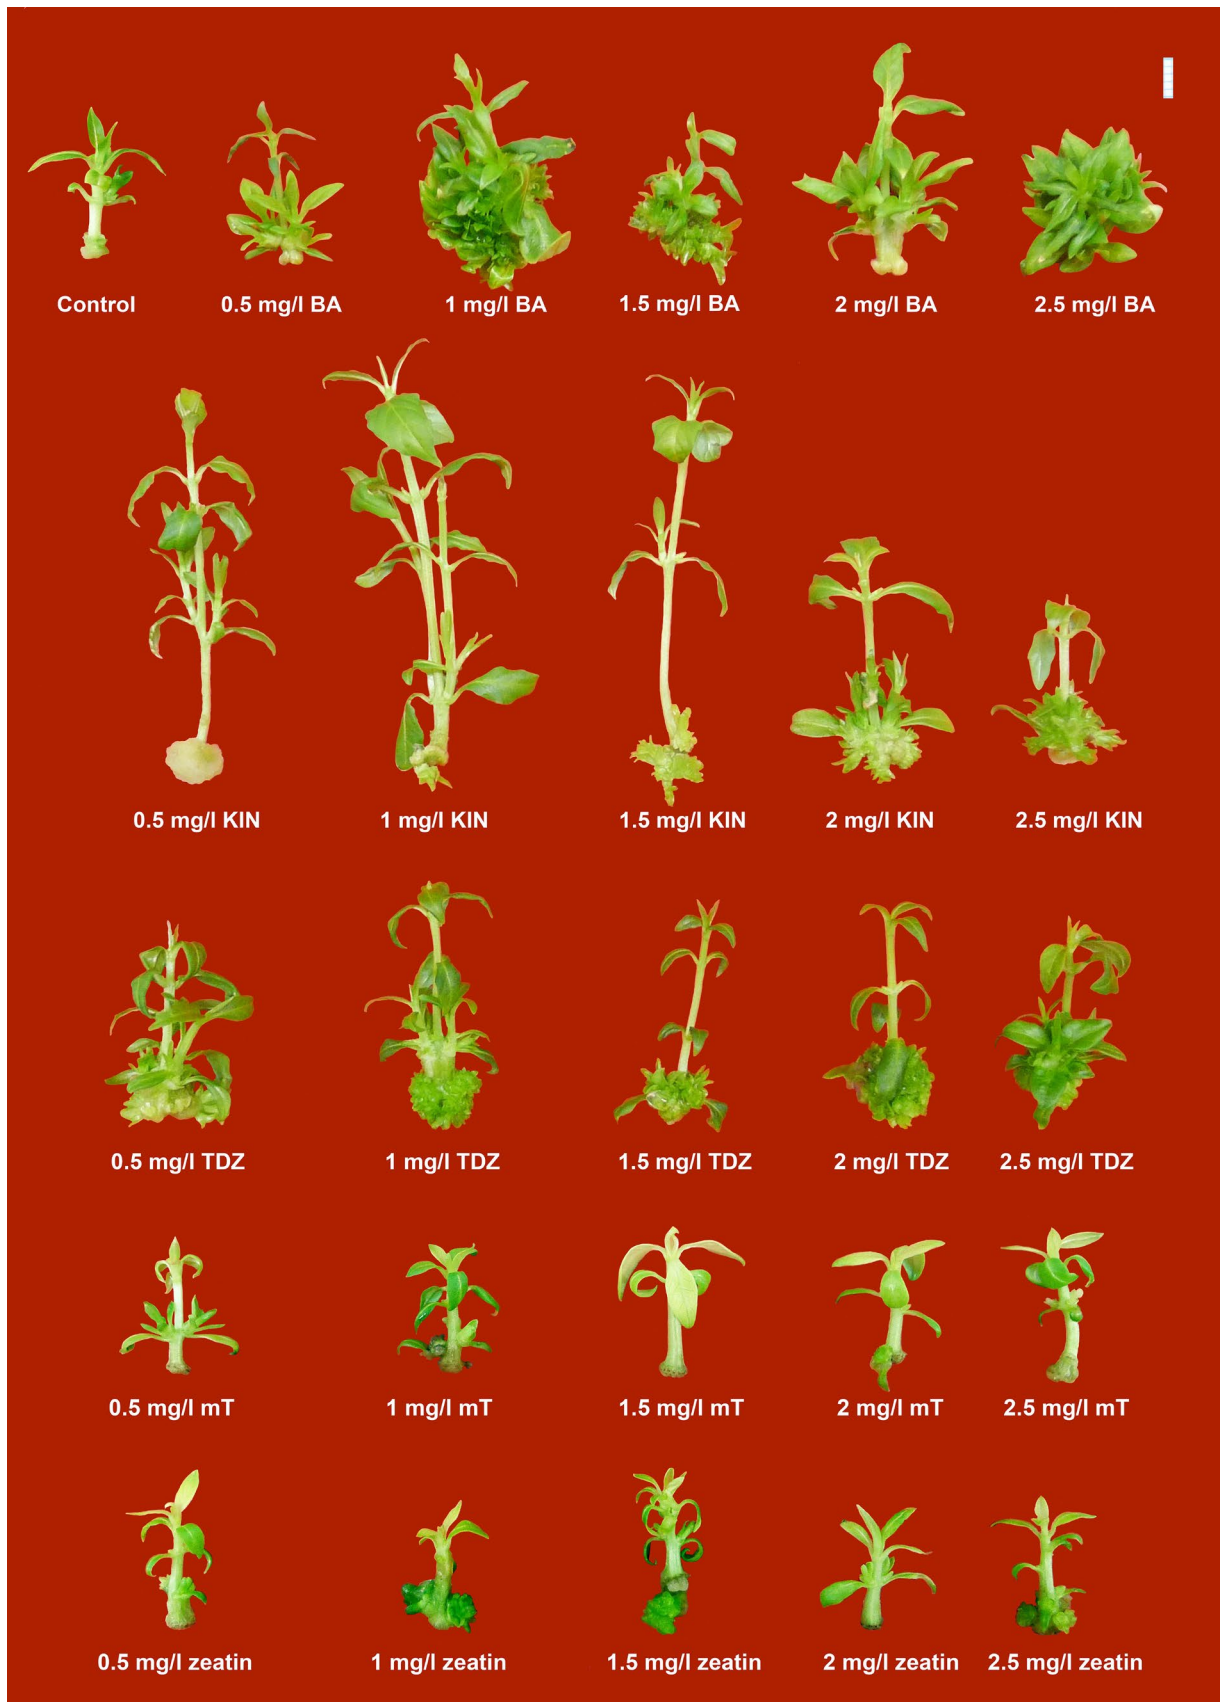 Control
0.5 mg/l BA
1 mg/l BA
1.5 mg/l BA
2 mg/l BA
2.5 mg/l BA
0.5 mg/l KIN
1 mg/l KIN
1.5 mg/l KIN
2 mg/l KIN
2.5 mg/l KIN
0.5 mg/l TDZ
1 mg/l TDZ
1.5 mg/l TDZ
2 mg/l TDZ
2.5 mg/l TDZ
0.5 mg/l mT
1 mg/l mT
1.5 mg/l mT
2 mg/l mT
2.5 mg/l mT
0.5 mg/l zeatin
1 mg/l zeatin
1.5 mg/l zeatin
2 mg/l zeatin
2.5 mg/l zeatin